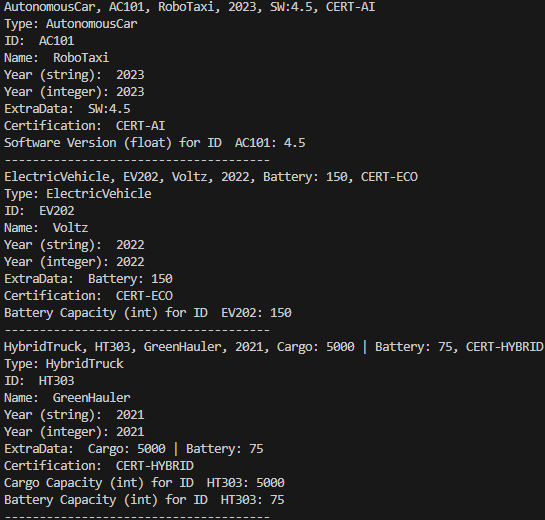 AutonomousCar, AC101, RoboTaxi, 2023, SW:4.5, CERT-AI
Type: AutonomousCar
ID:  AC101
Name:  RoboTaxi
Year (string):  2023
Year (integer): 2023
ExtraData:  SW:4.5
Certification:  CERT-AI
Software Version (float) for ID  AC101: 4.5
---------------------------------------
ElectricVehicle, EV202, Voltz, 2022, Battery: 150, CERT-ECO
Type: ElectricVehicle
ID:  EV202
Name:  Voltz
Year (string):  2022
Year (integer): 2022
ExtraData:  Battery: 150
Certification:  CERT-ECO
Battery Capacity (int) for ID  EV202: 150
---------------------------------------
HybridTruck, HT303, GreenHauler, 2021, Cargo: 5000 | Battery: 75, CERT-HYBRID
Type: HybridTruck
ID:  HT303
Name:  GreenHauler
Year (string):  2021
Year (integer): 2021
ExtraData:  Cargo: 5000 | Battery: 75
Certification:  CERT-HYBRID
Cargo Capacity (int) for ID  HT303: 5000
Battery Capacity (int) for ID  HT303: 75
---------------------------------------